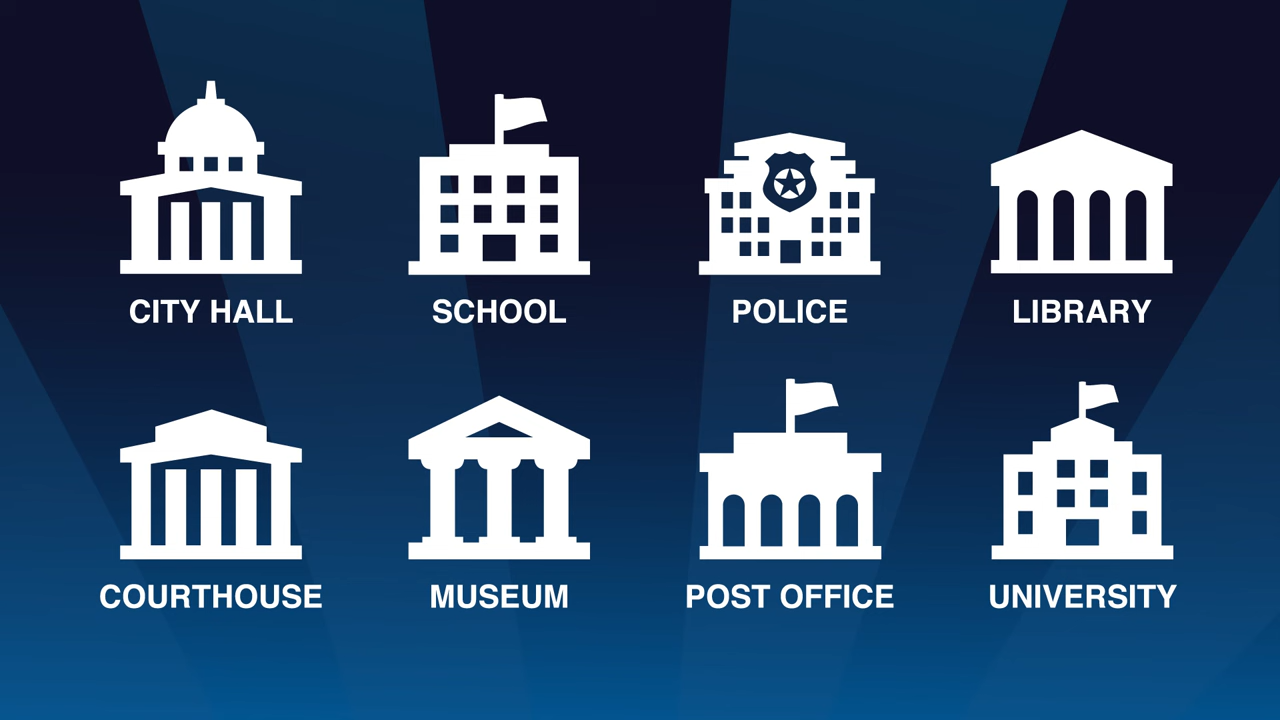 CITY HALL
SCHOOL
POLICE
LIBRARY
COURTHOUSE
MUSEUM
POST OFFICE
UNIVERSITY